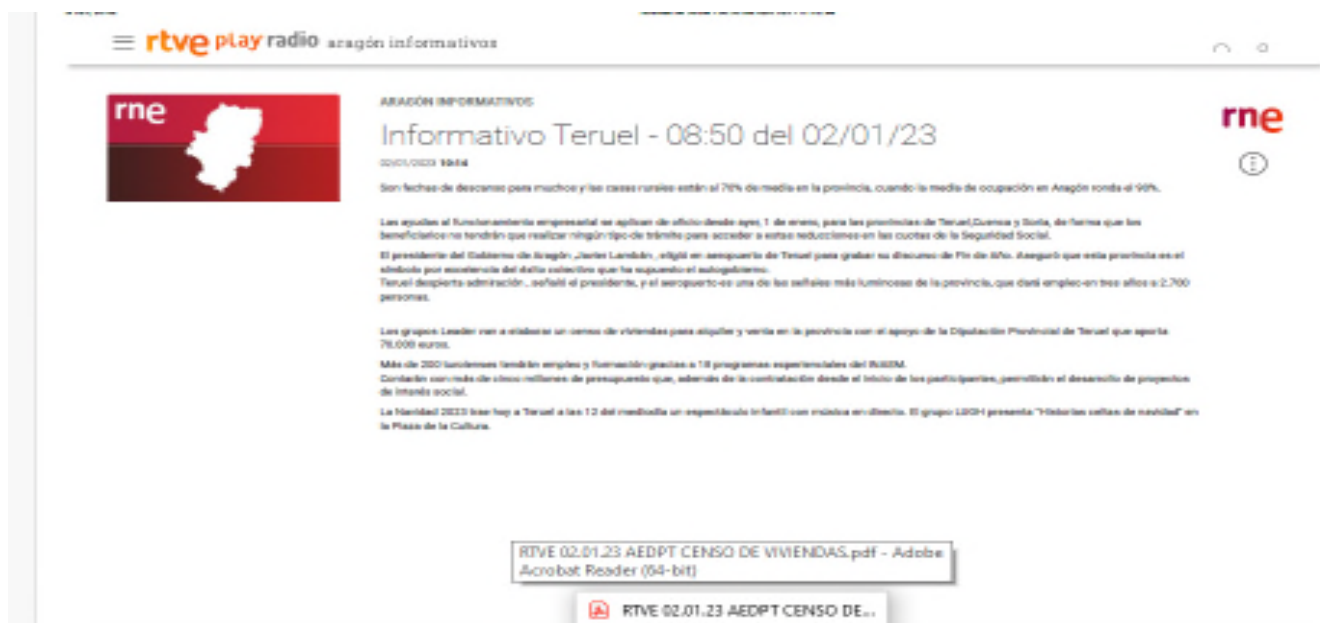 rtve play radio aragón informativos
rne
ARAGÓN INFORMATIVOS
Informativo Teruel - 08:50 del 02/01/23
rne
02/01/2023 10:14
Son fechas de descanso para muchos y las casas rurales están al 70% de media en la provincia, cuando la media de ocupación en Aragón ronda el 90%.
Las ayudas al funcionamiento empresarial se aplican de oficio desde ayer, 1 de enero, para las provincias de Teruel,Cuenca y Soria, de forma que los
beneficiarios no tendrán que realizar ningún tipo de trámite para acceder a estas reducciones en las cuotas de la Seguridad Social.
El presidente del Gobierno de Aragón ,Javier Lambán , eligió en aeropuerto de Teruel para grabar su discurso de Fin de Año. Aseguró que esta provincia es el
símbolo por excelencia del éxito colectivo que ha supuesto el autogobierno.
Teruel despierta admiración , señaló el presidente, y el aeropuerto es una de las señales más luminosas de la provincia, que dará empleo en tres años a 2.700
personas.
Los grupos Leader van a elaborar un censo de viviendas para alquiler y venta en la provincia con el apoyo de la Diputación Provincial de Teruel que aporta
70.000 euros.
Más de 200 turolenses tendrán empleo y formación gracias a 18 programas experienciales del INAEM.
Contarán con más de cinco millones de presupuesto que, además de la contratación desde el inicio de los participantes, permitirán el desarrollo de proyectos
de interés social.
La Navidad 2023 trae hoy a Teruel a las 12 del mediodía un espectáculo infantil con música en directo. El grupo LUGH presenta "Historias celtas de navidad" en
la Plaza de la Cultura.
RTVE 02.01.23 AEDPT CENSO DE VIVIENDAS.pdf - Adobe
Acrobat Reader (64-bit)
RTVE 02.01.23 AEDPT CENSO DE...